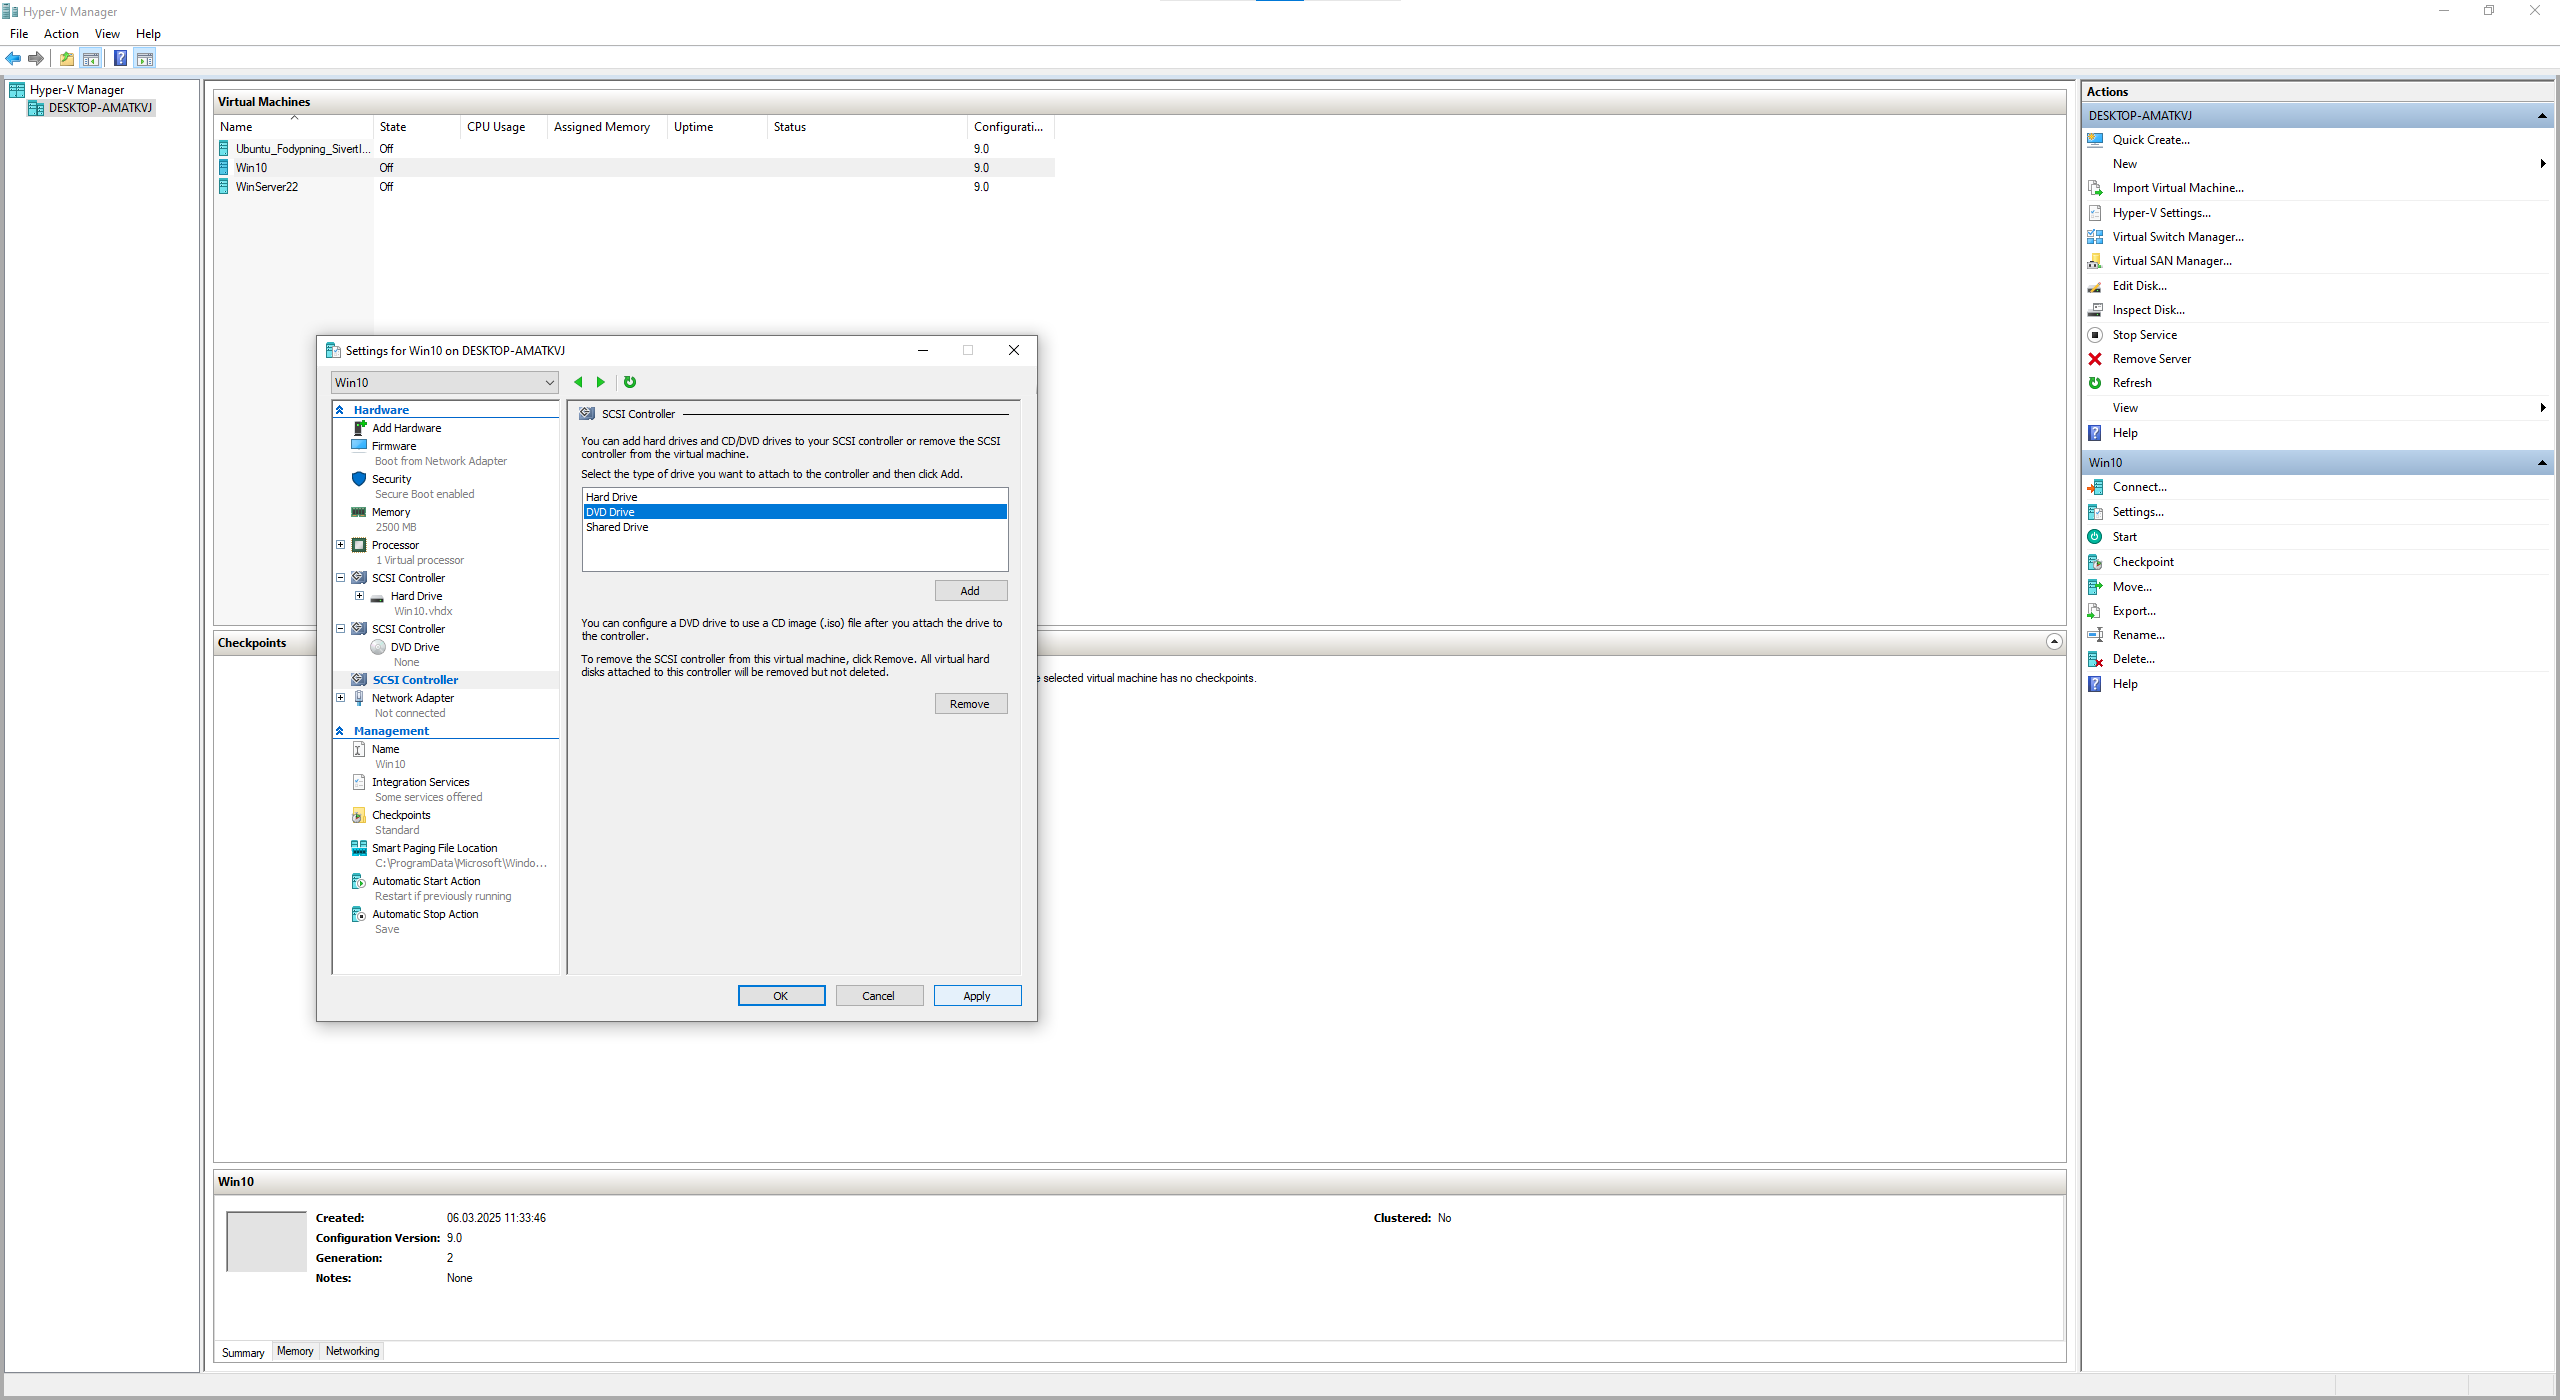 Hyper-V Manager
File Action View Help
Hyper-V Manager
DESKTOP-AMATKVJ
Virtual Machines
Name State CPU Usage Assigned Memory Uptime Status Configurati...
Ubuntu_Fodypning_SivertI... Off 9.0
Win10 Off 9.0
WinServer22 Off 9.0
Settings for Win10 on DESKTOP-AMATKVJ
Win10
Hardware
Add Hardware
Firmware
Boot from Network Adapter
Security
Secure Boot enabled
Memory
2500 MB
Processor
1 Virtual processor
SCSI Controller
Hard Drive
Win10.vhdx
SCSI Controller
DVD Drive
None
SCSI Controller
Network Adapter
Not connected
Management
Name
Win10
Integration Services
Some services offered
Checkpoints
Standard
Smart Paging File Location
C:\ProgramData\Microsoft\Windo...
Automatic Start Action
Restart if previously running
Automatic Stop Action
Save
SCSI Controller
You can add hard drives and CD/DVD drives to your SCSI controller or remove the SCSI
controller from the virtual machine.
Select the type of drive you want to attach to the controller and then click Add.
Hard Drive
DVD Drive
Shared Drive
Add
You can configure a DVD drive to use a CD image (.iso) file after you attach the drive to
the controller.
To remove the SCSI controller from this virtual machine, click Remove. All virtual hard
disks attached to this controller will be removed but not deleted.
Remove
OK Cancel Apply
Checkpoints
selected virtual machine has no checkpoints.
Win10
Created: 06.03.2025 11:33:46 Clustered: No
Configuration Version: 9.0
Generation: 2
Notes: None
Summary Memory Networking
Actions
DESKTOP-AMATKVJ
Quick Create...
New
Import Virtual Machine...
Hyper-V Settings...
Virtual Switch Manager...
Virtual SAN Manager...
Edit Disk...
Inspect Disk...
Stop Service
Remove Server
Refresh
View
Help
Win10
Connect...
Settings...
Start
Checkpoint
Move...
Export...
Rename...
Delete...
Help